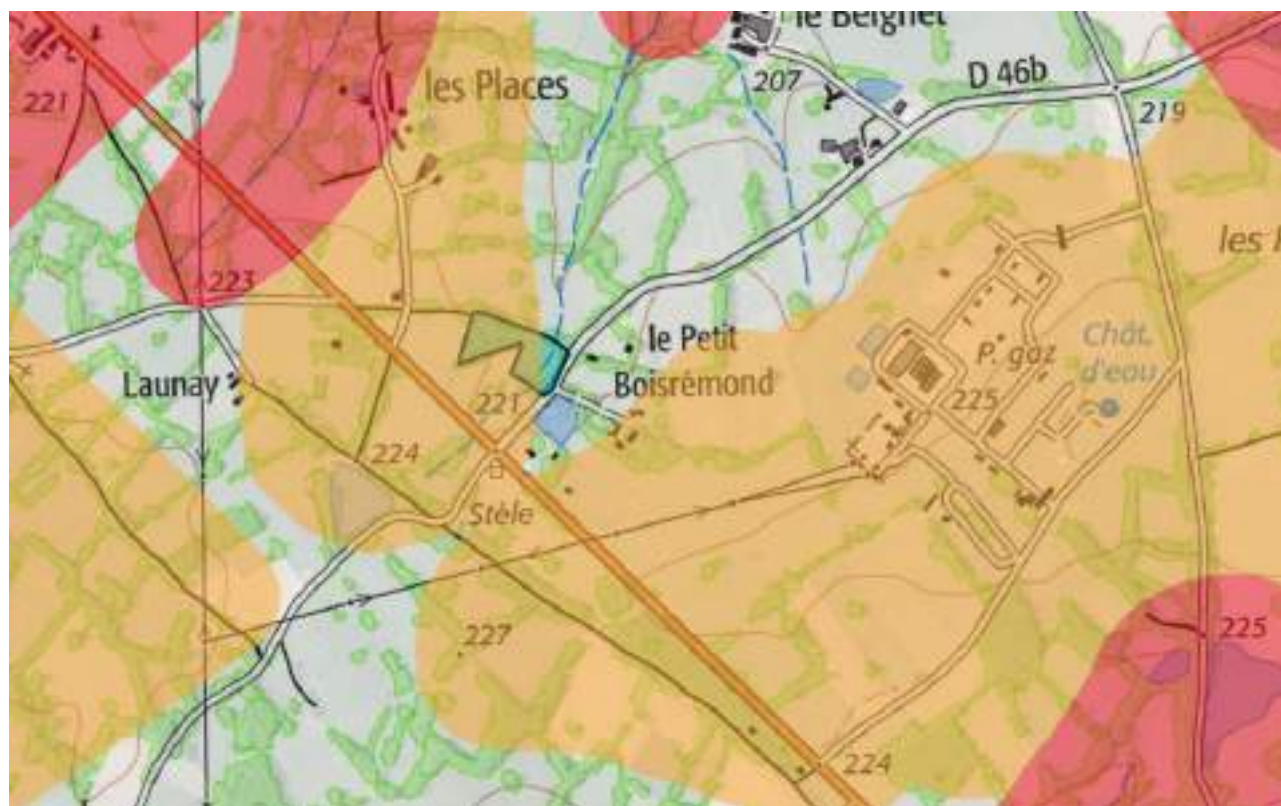 le Beignet
D 46b
207
les Places
221
219
les
223
le Petit
Boisrémond
Launay
221
P. gaz
Chât.
d'eau
225
224
Stèle
227
225
224